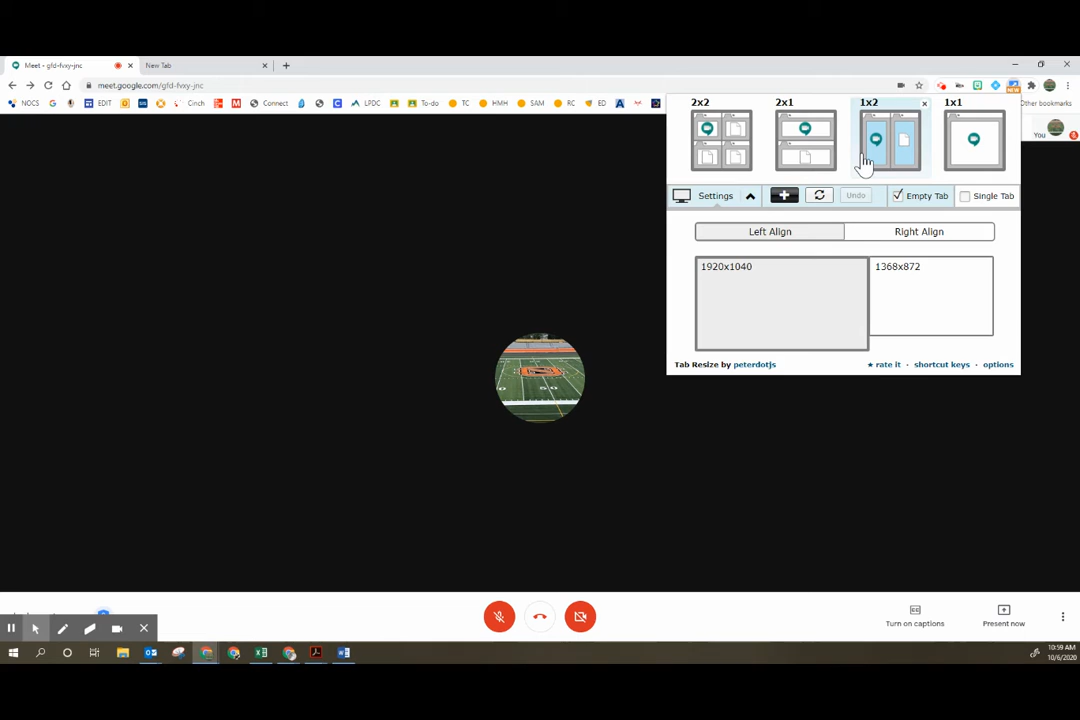 Meet - gfd-fvxy-jnc
New Tab
meet.google.com/gfd-fvxy-jnc
NEW
NOCS
EDIT
Cinch
Connect
LPDC
To-do
TC
HMH
SAM
RC
ED
Other bookmarks
You
2x2
2x1
1x2
1x1
Settings
Undo
Empty Tab
Single Tab
Left Align
Right Align
1920x1040
1368x872
Tab Resize by peterdotjs
★ rate it
shortcut keys
options
50
Turn on captions
Present now
10:59 AM
10/6/2020